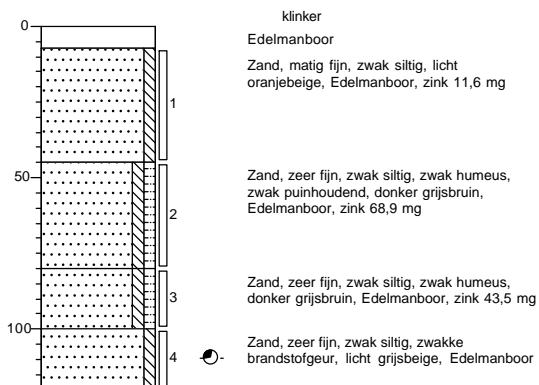 klinker
0
Edelmanboor
Zand, matig fijn, zwak siltig, licht
oranjebeige, Edelmanboor, zink 11,6 mg
1
50
Zand, zeer fijn, zwak siltig, zwak humeus,
zwak puinhoudend, donker grijsbruin,
Edelmanboor, zink 68,9 mg
2
Zand, zeer fijn, zwak siltig, zwak humeus,
donker grijsbruin, Edelmanboor, zink 43,5 mg
3
100
Zand, zeer fijn, zwak siltig, zwakke
brandstofgeur, licht grijsbeige, Edelmanboor
4